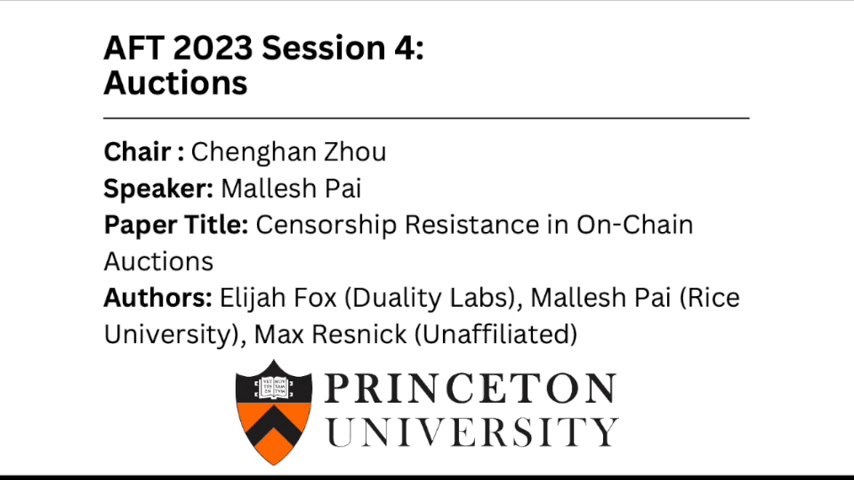 AFT 2023 Session 4:
Auctions
Chair : Chenghan Zhou
Speaker: Mallesh Pai
Paper Title: Censorship Resistance in On-Chain
Auctions
Authors: Elijah Fox (Duality Labs), Mallesh Pai (Rice
University), Max Resnick (Unaffiliated)
PRINCETON
UNIVERSITY